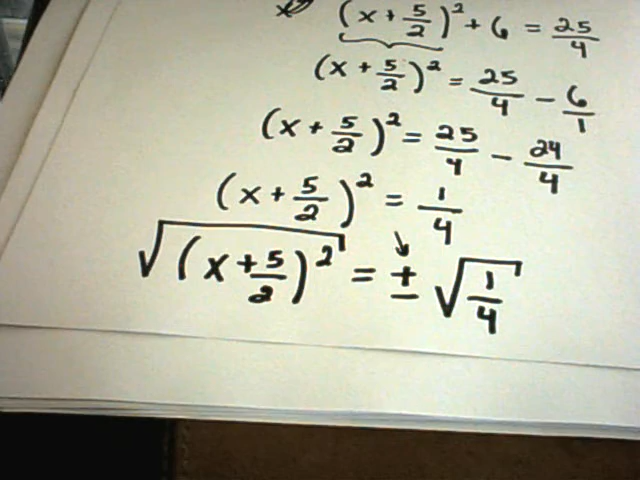 (x + 5/2)² + 6 = 25/4
(x + 5/2)² = 25/4 - 6/1
(x + 5/2)² = 25/4 - 24/4
(x + 5/2)² = 1/4
√(x + 5/2)² = ± √1/4